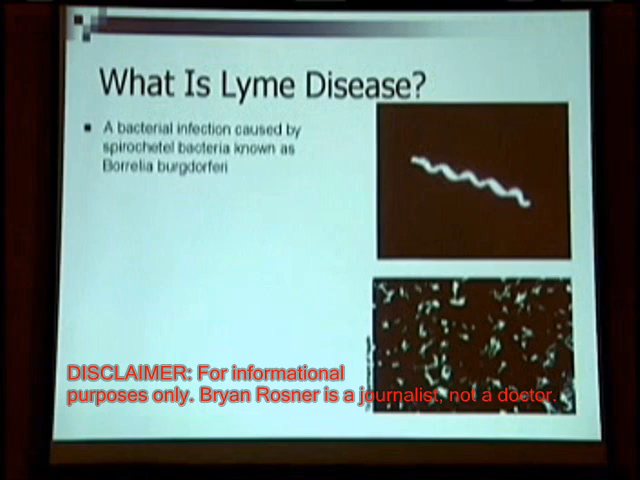 What Is Lyme Disease?
A bacterial infection caused by
spirochetel bacteria known as
Borrelia burgdorferi
DISCLAIMER: For informational
purposes only. Bryan Rosner is a journalist, not a doctor.